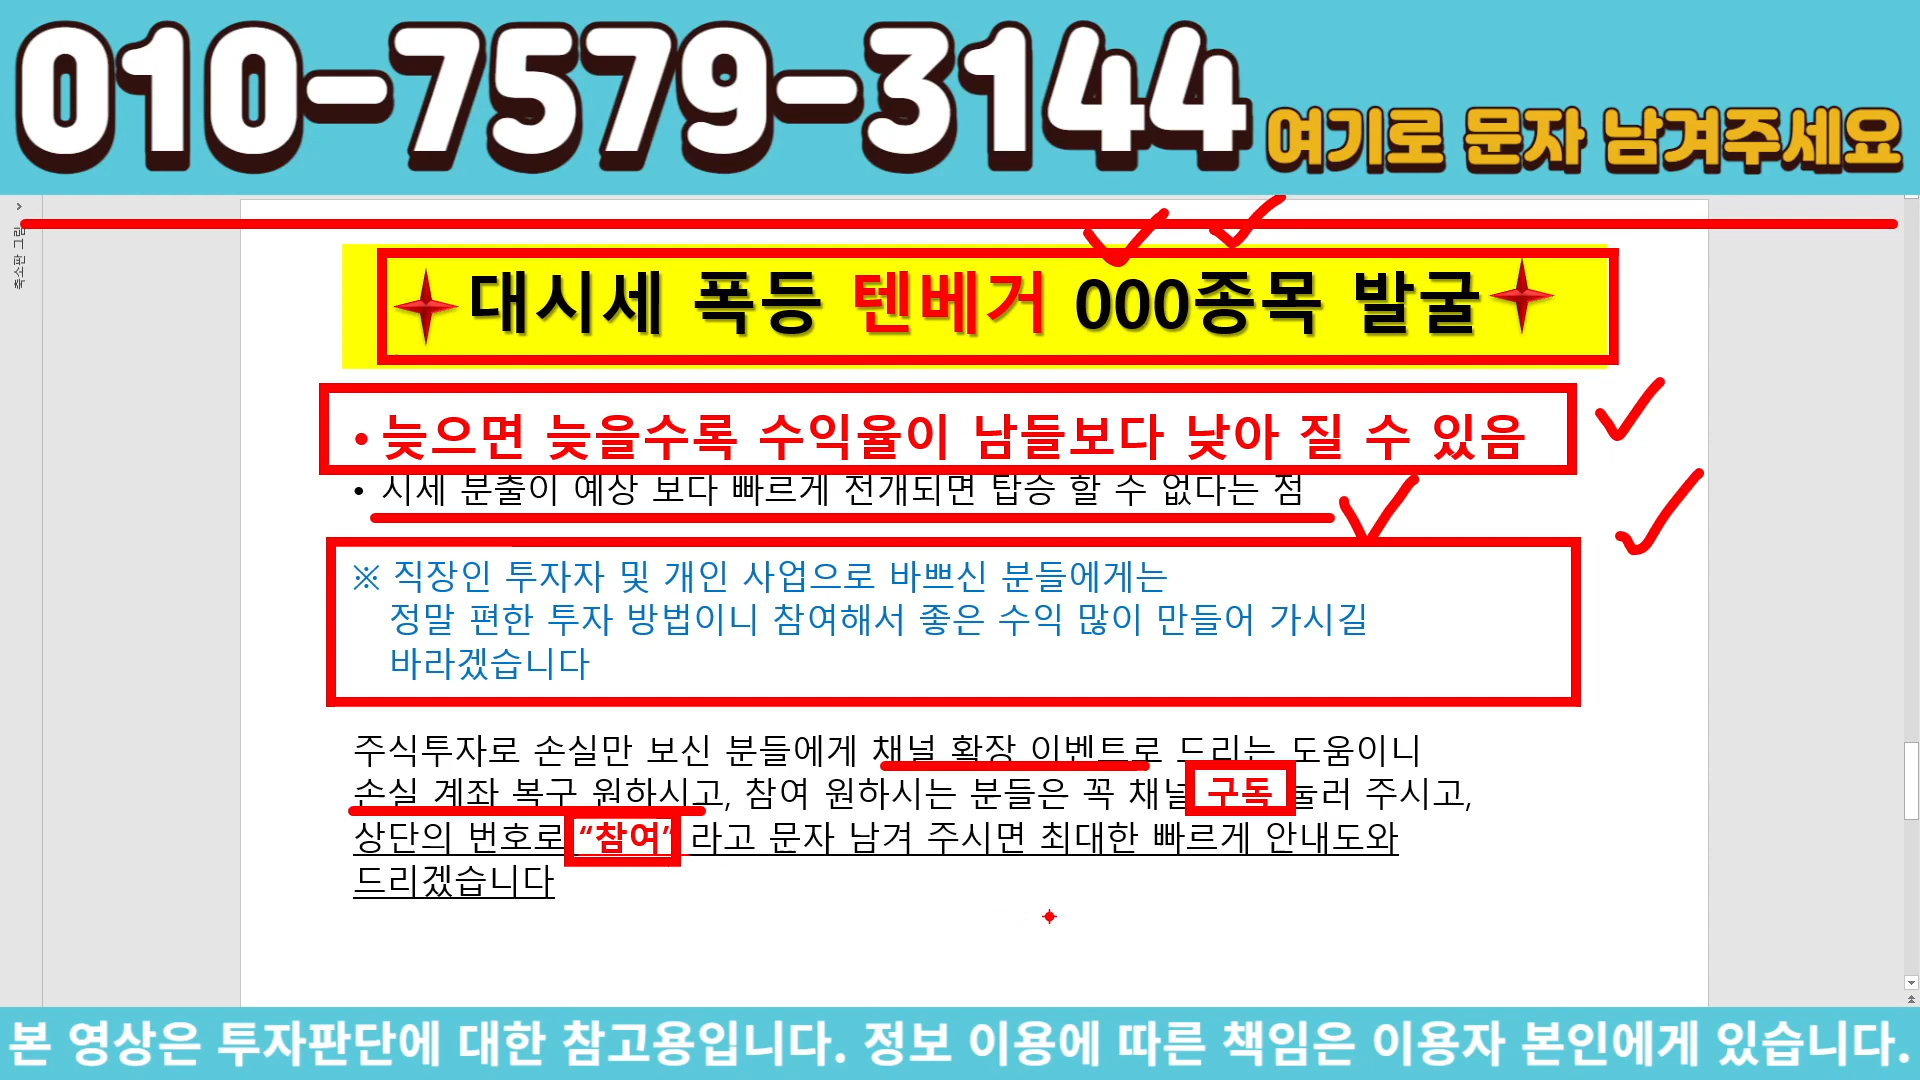 010-7579-3144 여기로 문자 남겨주세요
축소판 그림
대시세 폭등 텐베거 000종목 발굴
• 늦으면 늦을수록 수익율이 남들보다 낮아 질 수 있음
• 시세 분출이 예상 보다 빠르게 전개되면 탑승 할 수 없다는 점
※ 직장인 투자자 및 개인 사업으로 바쁘신 분들에게는
정말 편한 투자 방법이니 참여해서 좋은 수익 많이 만들어 가시길
바라겠습니다
주식투자로 손실만 보신 분들에게 채널 확장 이벤트로 드리는 도움이니
손실 계좌 복구 원하시고, 참여 원하시는 분들은 꼭 채널 구독 눌러 주시고,
상단의 번호로 “참여” 라고 문자 남겨 주시면 최대한 빠르게 안내도와
드리겠습니다
본 영상은 투자판단에 대한 참고용입니다. 정보 이용에 따른 책임은 이용자 본인에게 있습니다.